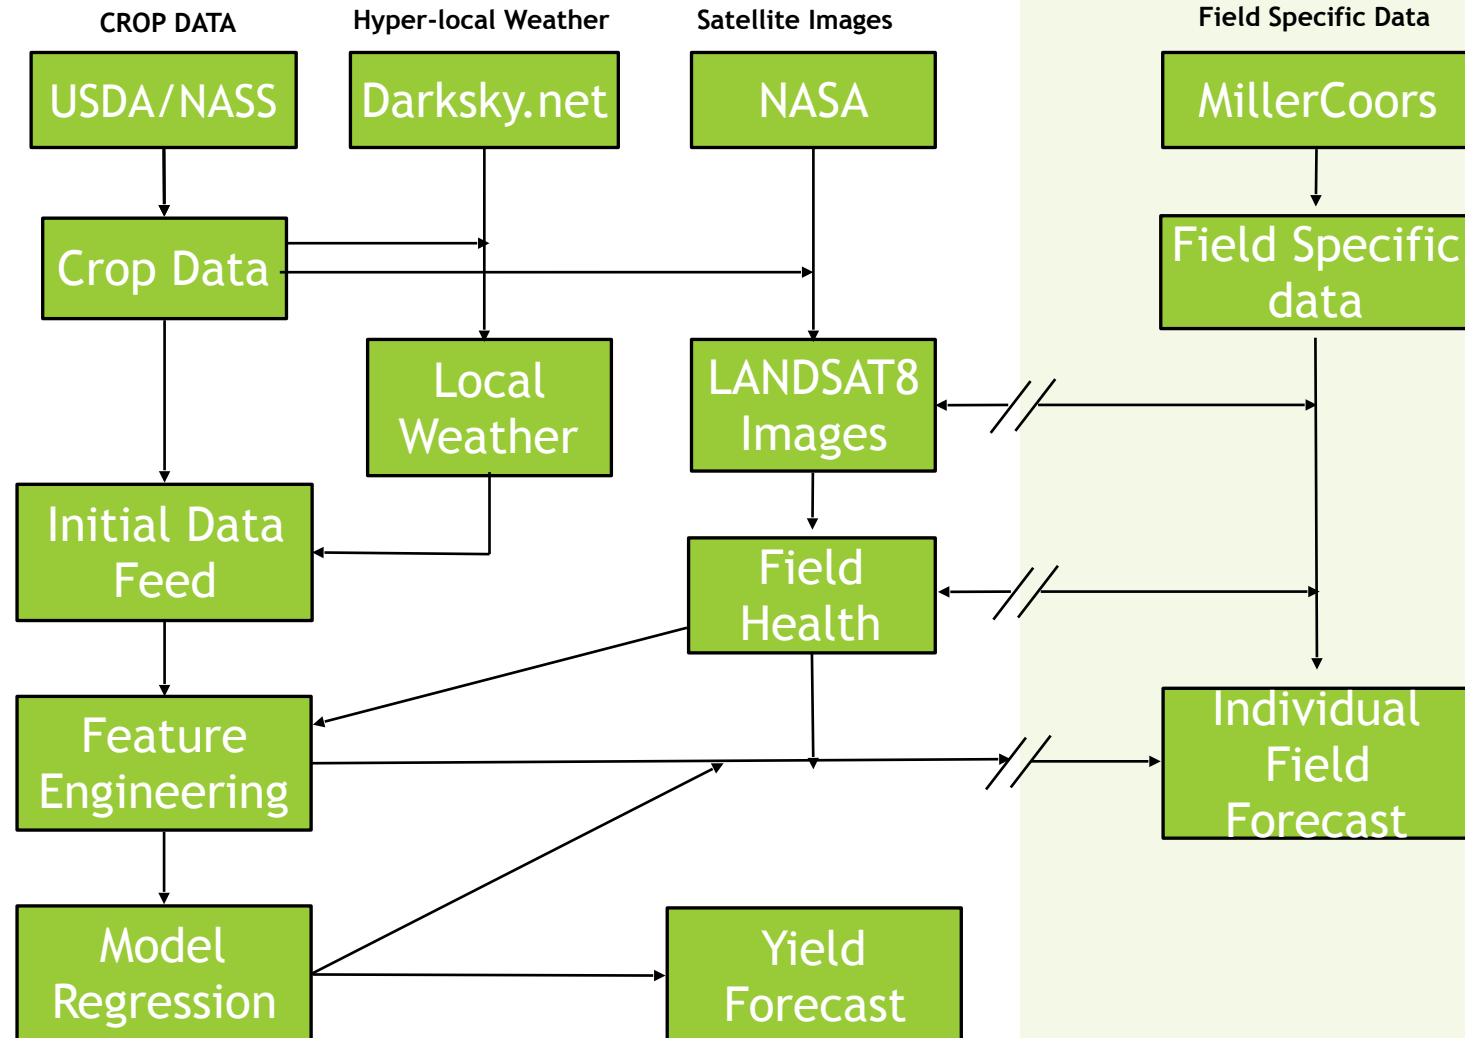 CROP DATA
Hyper-local Weather
Satellite Images
Field Specific Data
USDA/NASS
Darksky.net
NASA
MillerCoors
Crop Data
Field Specific
data
Local
Weather
LANDSAT8
Images
Initial Data
Feed
Field
Health
Feature
Engineering
Individual
Field
Forecast
Model
Regression
Yield
Forecast